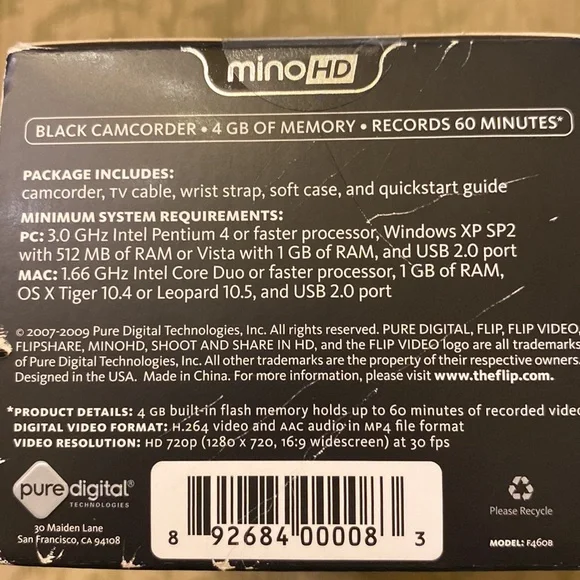 mino HD
BLACK CAMCORDER • 4 GB OF MEMORY • RECORDS 60 MINUTES*
PACKAGE INCLUDES:
camcorder, TV cable, wrist strap, soft case, and quickstart guide
MINIMUM SYSTEM REQUIREMENTS:
PC: 3.0 GHz Intel Pentium 4 or faster processor, Windows XP SP2
with 512 MB of RAM or Vista with 1 GB of RAM, and USB 2.0 port
MAC: 1.66 GHz Intel Core Duo or faster processor, 1 GB of RAM,
OS X Tiger 10.4 or Leopard 10.5, and USB 2.0 port
© 2007-2009 Pure Digital Technologies, Inc. All rights reserved. PURE DIGITAL, FLIP, FLIP VIDEO,
FLIPSHARE, MINOHD, SHOOT AND SHARE IN HD, and the FLIP VIDEO logo are all trademarks
of Pure Digital Technologies, Inc. All other trademarks are the property of their respective owners.
Designed in the USA. Made in China. For more information, please visit www.theflip.com.
*PRODUCT DETAILS: 4 GB built-in flash memory holds up to 60 minutes of recorded video
DIGITAL VIDEO FORMAT: H.264 video and AAC audio in MP4 file format
VIDEO RESOLUTION: HD 720p (1280 x 720, 16:9 widescreen) at 30 fps
pure digital®
TECHNOLOGIES
30 Maiden Lane
San Francisco, CA 94108
8 92684 00008 3
Please Recycle
MODEL: F460B